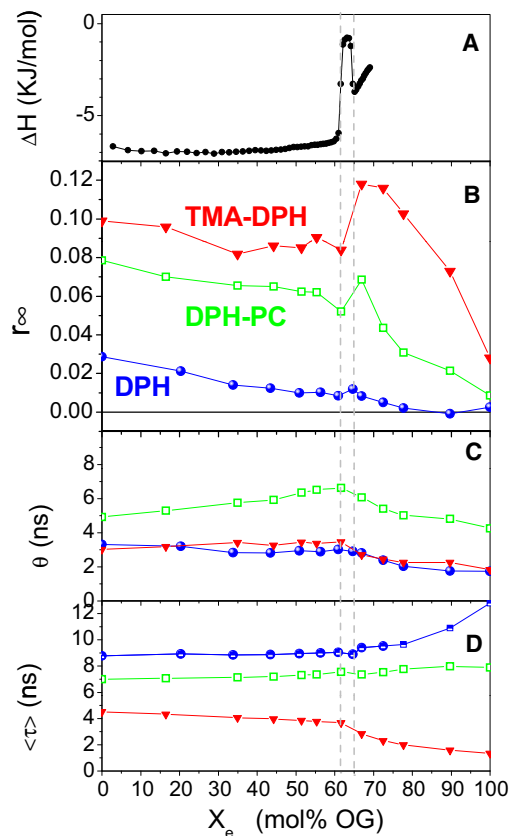 0
-5
ΔH (KJ/mol)
A
0.12
0.10
0.08
0.06
0.04
0.02
0.00
r∞
B
TMA-DPH
DPH-PC
DPH
8
6
4
2
0
θ (ns)
C
12
10
8
6
4
2
0
<τ> (ns)
D
0 10 20 30 40 50 60 70 80 90 100
Xe (mol% OG)